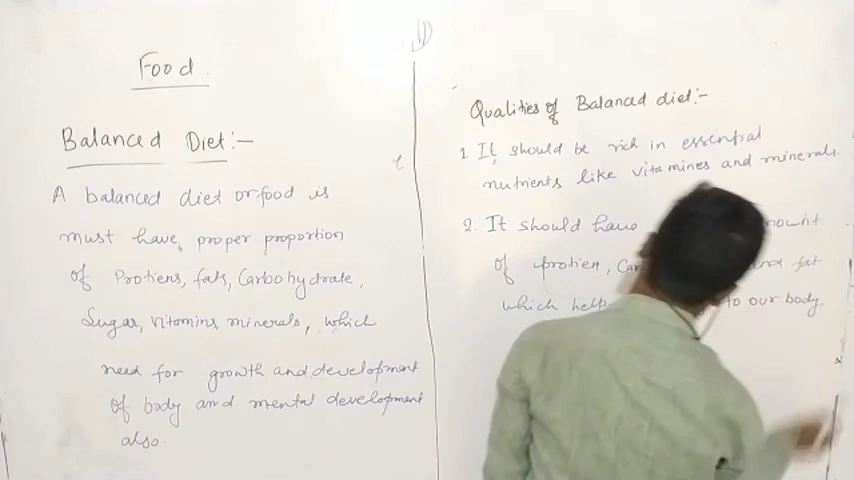 Food
Balanced Diet:-
A balanced diet or food is
must have, proper proportion
of Protiens, fats, Carbohydrate,
Sugar, vitamins minerals, which
need for growth and development
of body and mental development
also.
Qualities of Balanced diet:-
1. It should be rich in essential
nutrients like vitamines and minerals.
2. It should have
of protien, and fat
which help to our body.